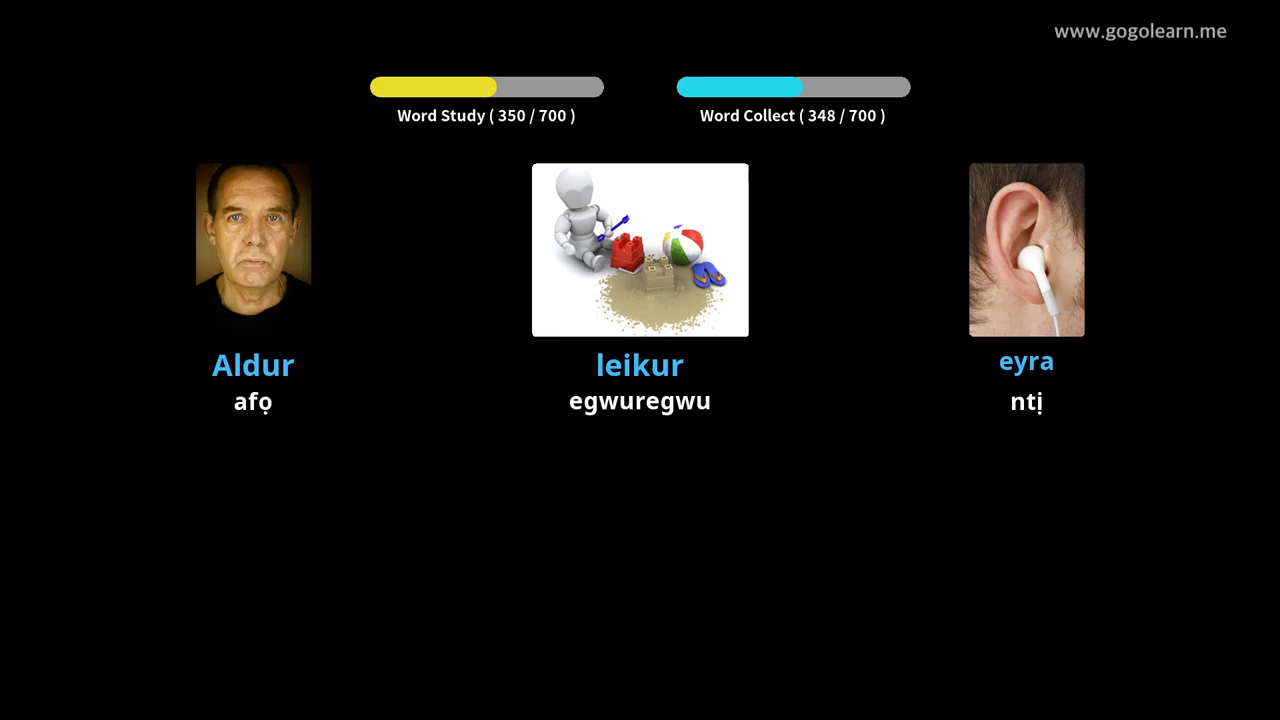 www.gogolearn.me
Word Study ( 350 / 700 )
Word Collect ( 348 / 700 )
Aldur
afọ
leikur
egwuregwu
eyra
ntị